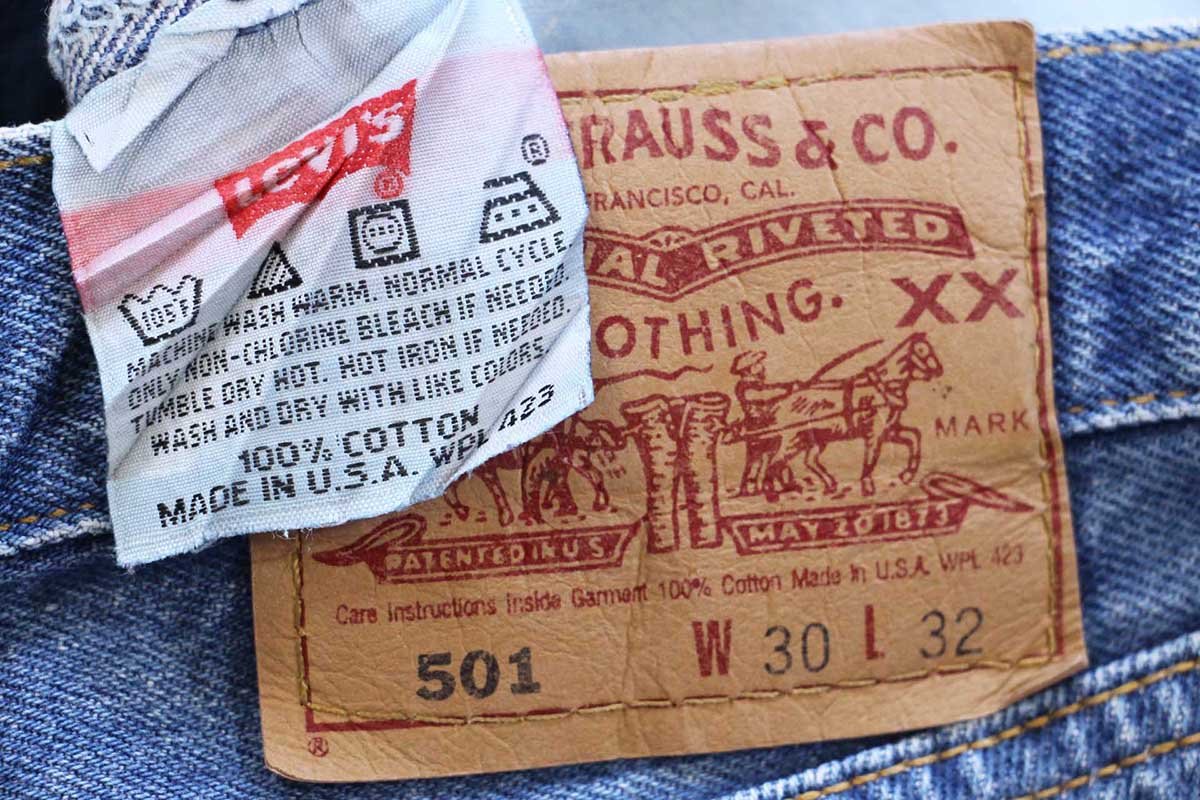 LEVI'S
®
®
105F
MACHINE WASH WARM. NORMAL CYCLE
ONLY NON-CHLORINE BLEACH IF NEEDED.
TUMBLE DRY HOT. HOT IRON IF NEEDED.
WASH AND DRY WITH LIKE COLORS.
100% COTTON
MADE IN U.S.A. WPL 423
RAUSS & CO.
FRANCISCO, CAL.
AL RIVETED
OTHING.
XX
MARK
PATENTED IN U S
MAY 20 1873
Care Instructions Inside Garment 100% Cotton Made in U.S.A. WPL 423
501 W 30 L 32
®